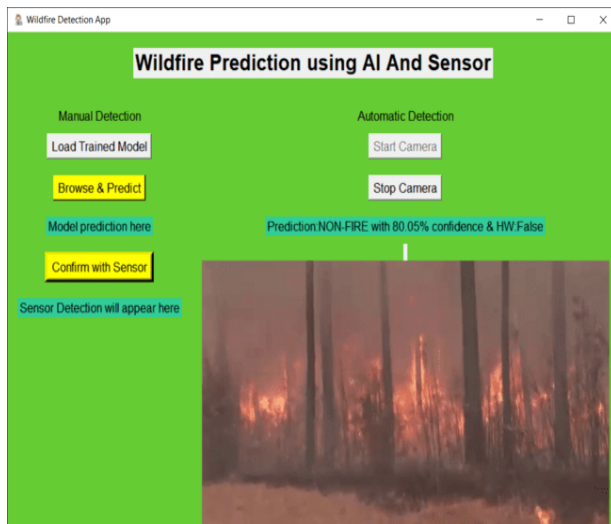 Wildfire Detection App
Wildfire Prediction using AI And Sensor
Manual Detection
Automatic Detection
Load Trained Model
Start Camera
Browse & Predict
Stop Camera
Model prediction here
Prediction:NON-FIRE with 80.05% confidence & HW:False
Confirm with Sensor
Sensor Detection will appear here